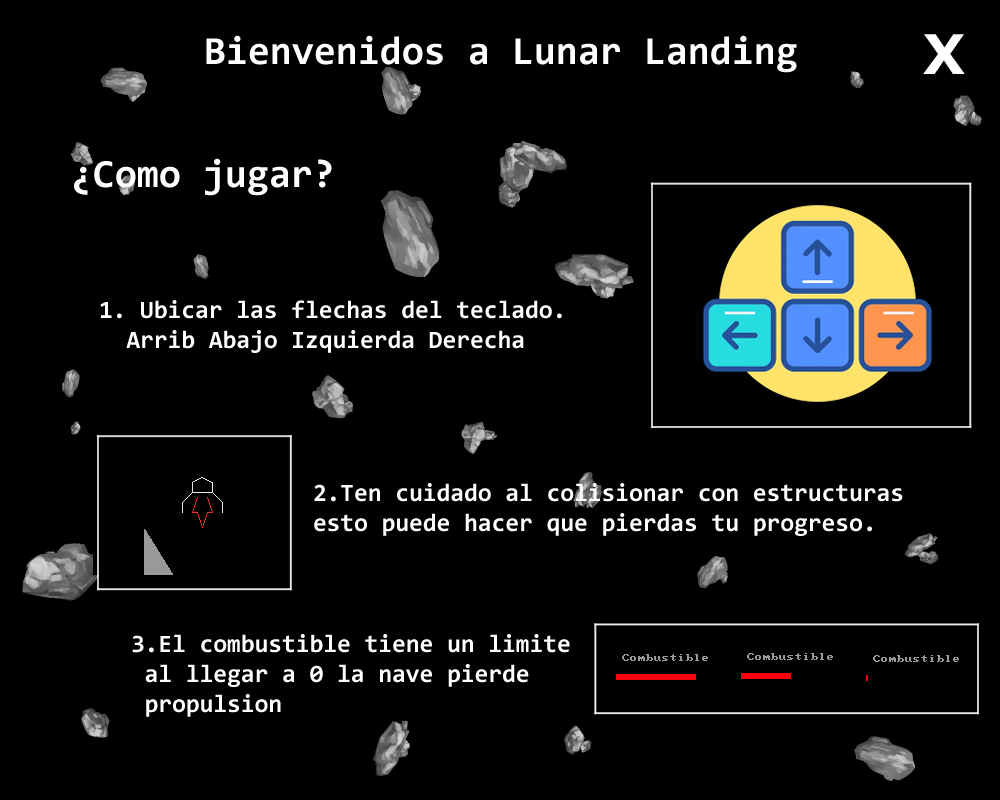 Bienvenidos a Lunar Landing
X
¿Como jugar?
1. Ubicar las flechas del teclado.
Arrib Abajo Izquierda Derecha
2.Ten cuidado al colisionar con estructuras
esto puede hacer que pierdas tu progreso.
3.El combustible tiene un limite
al llegar a 0 la nave pierde
propulsion
Combustible
Combustible
Combustible